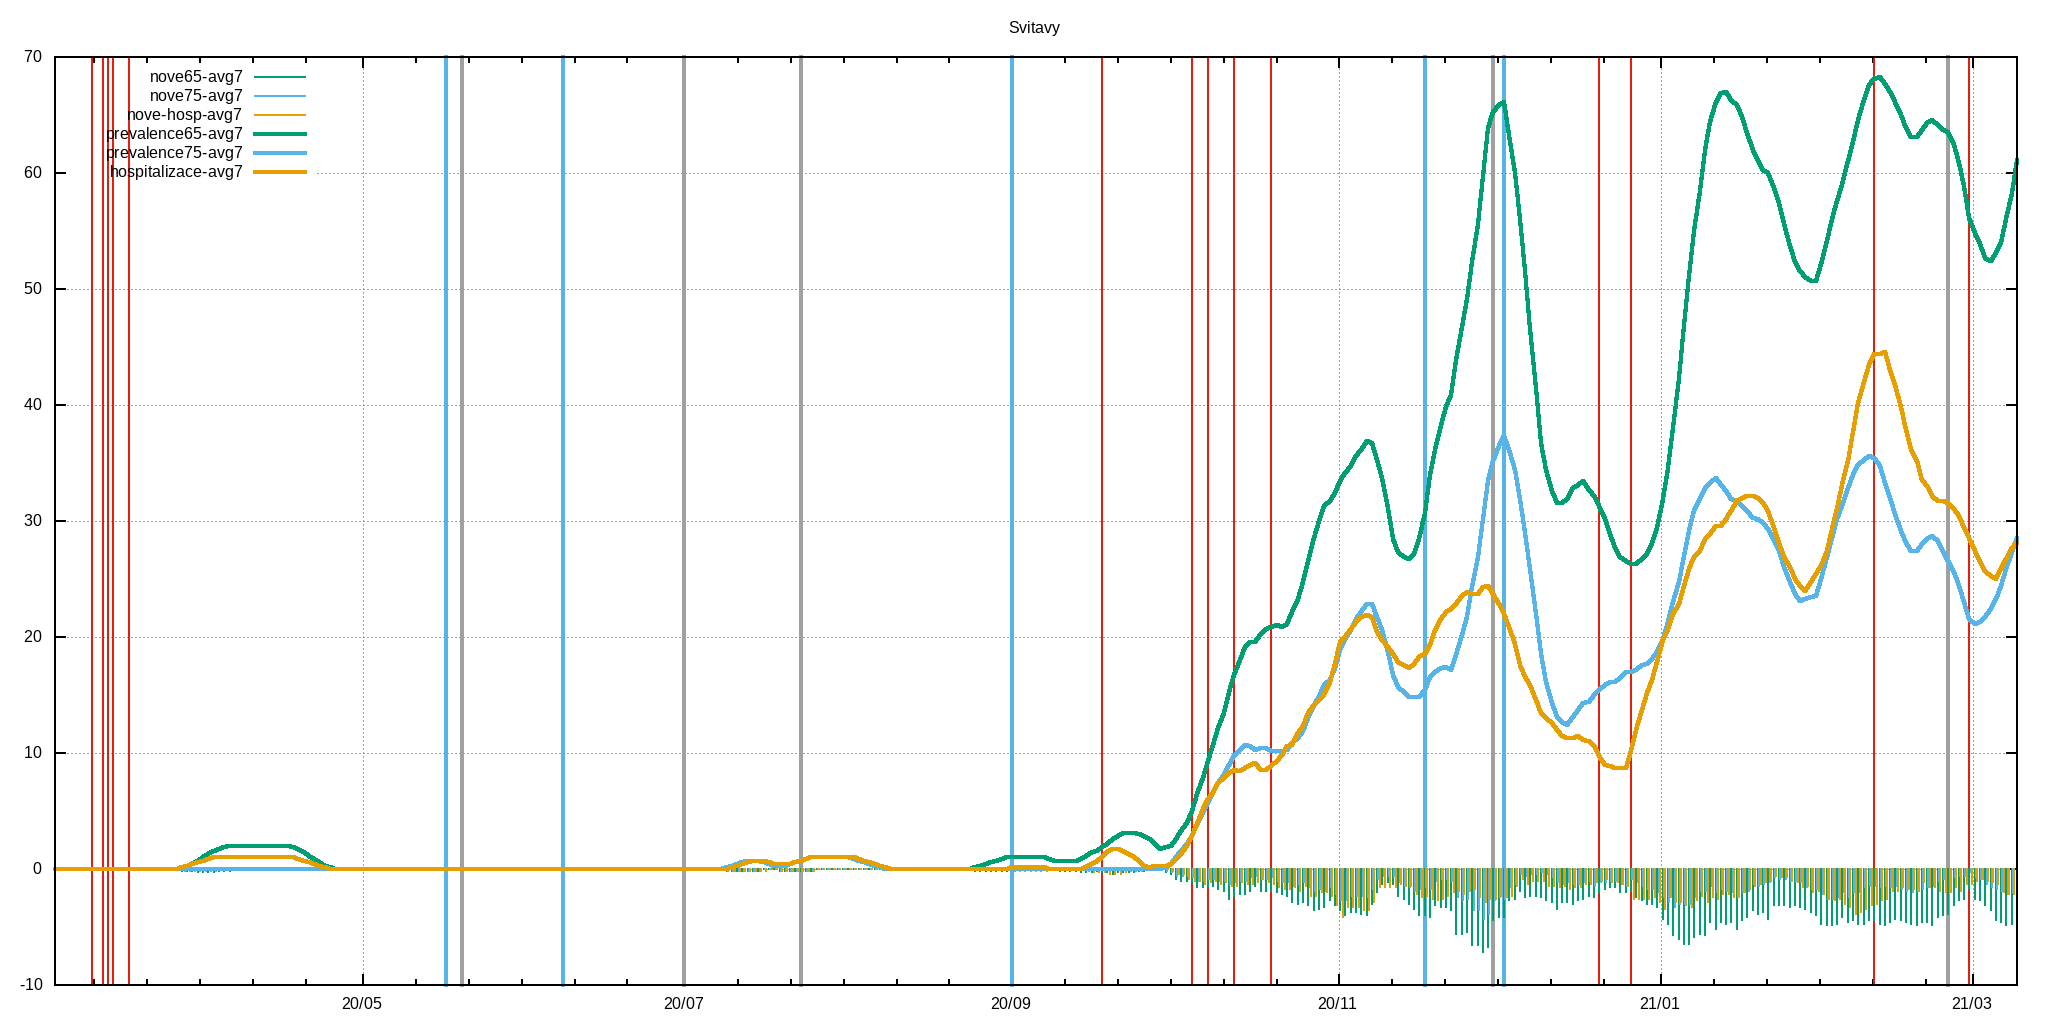 Svitavy
70
nove65-avg7
nove75-avg7
nove-hosp-avg7
prevalence65-avg7
prevalence75-avg7
hospitalizace-avg7
60
50
40
30
20
10
0
-10
20/05 20/07 20/09 20/11 21/01 21/03